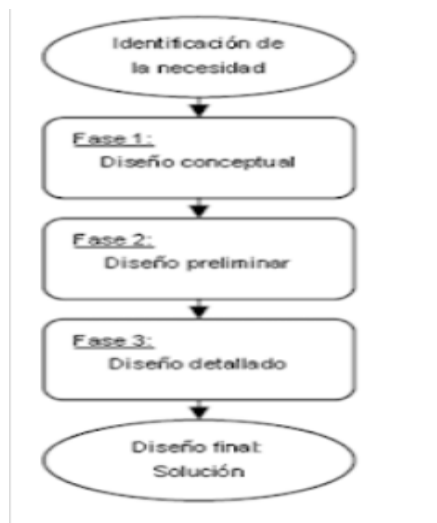 Identificación de
la necesidad
Fase 1:
Diseño conceptual
Fase 2:
Diseño preliminar
Fase 3:
Diseño detallado
Diseño final:
Solución